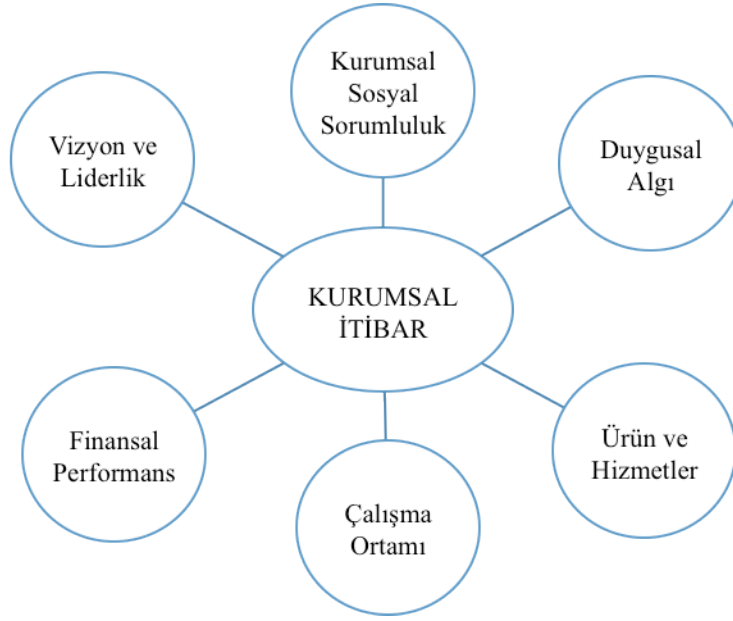 Kurumsal
Sosyal
Sorumluluk
Vizyon ve
Liderlik
Duygusal
Algı
KURUMSAL
İTİBAR
Finansal
Performans
Ürün ve
Hizmetler
Çalışma
Ortamı